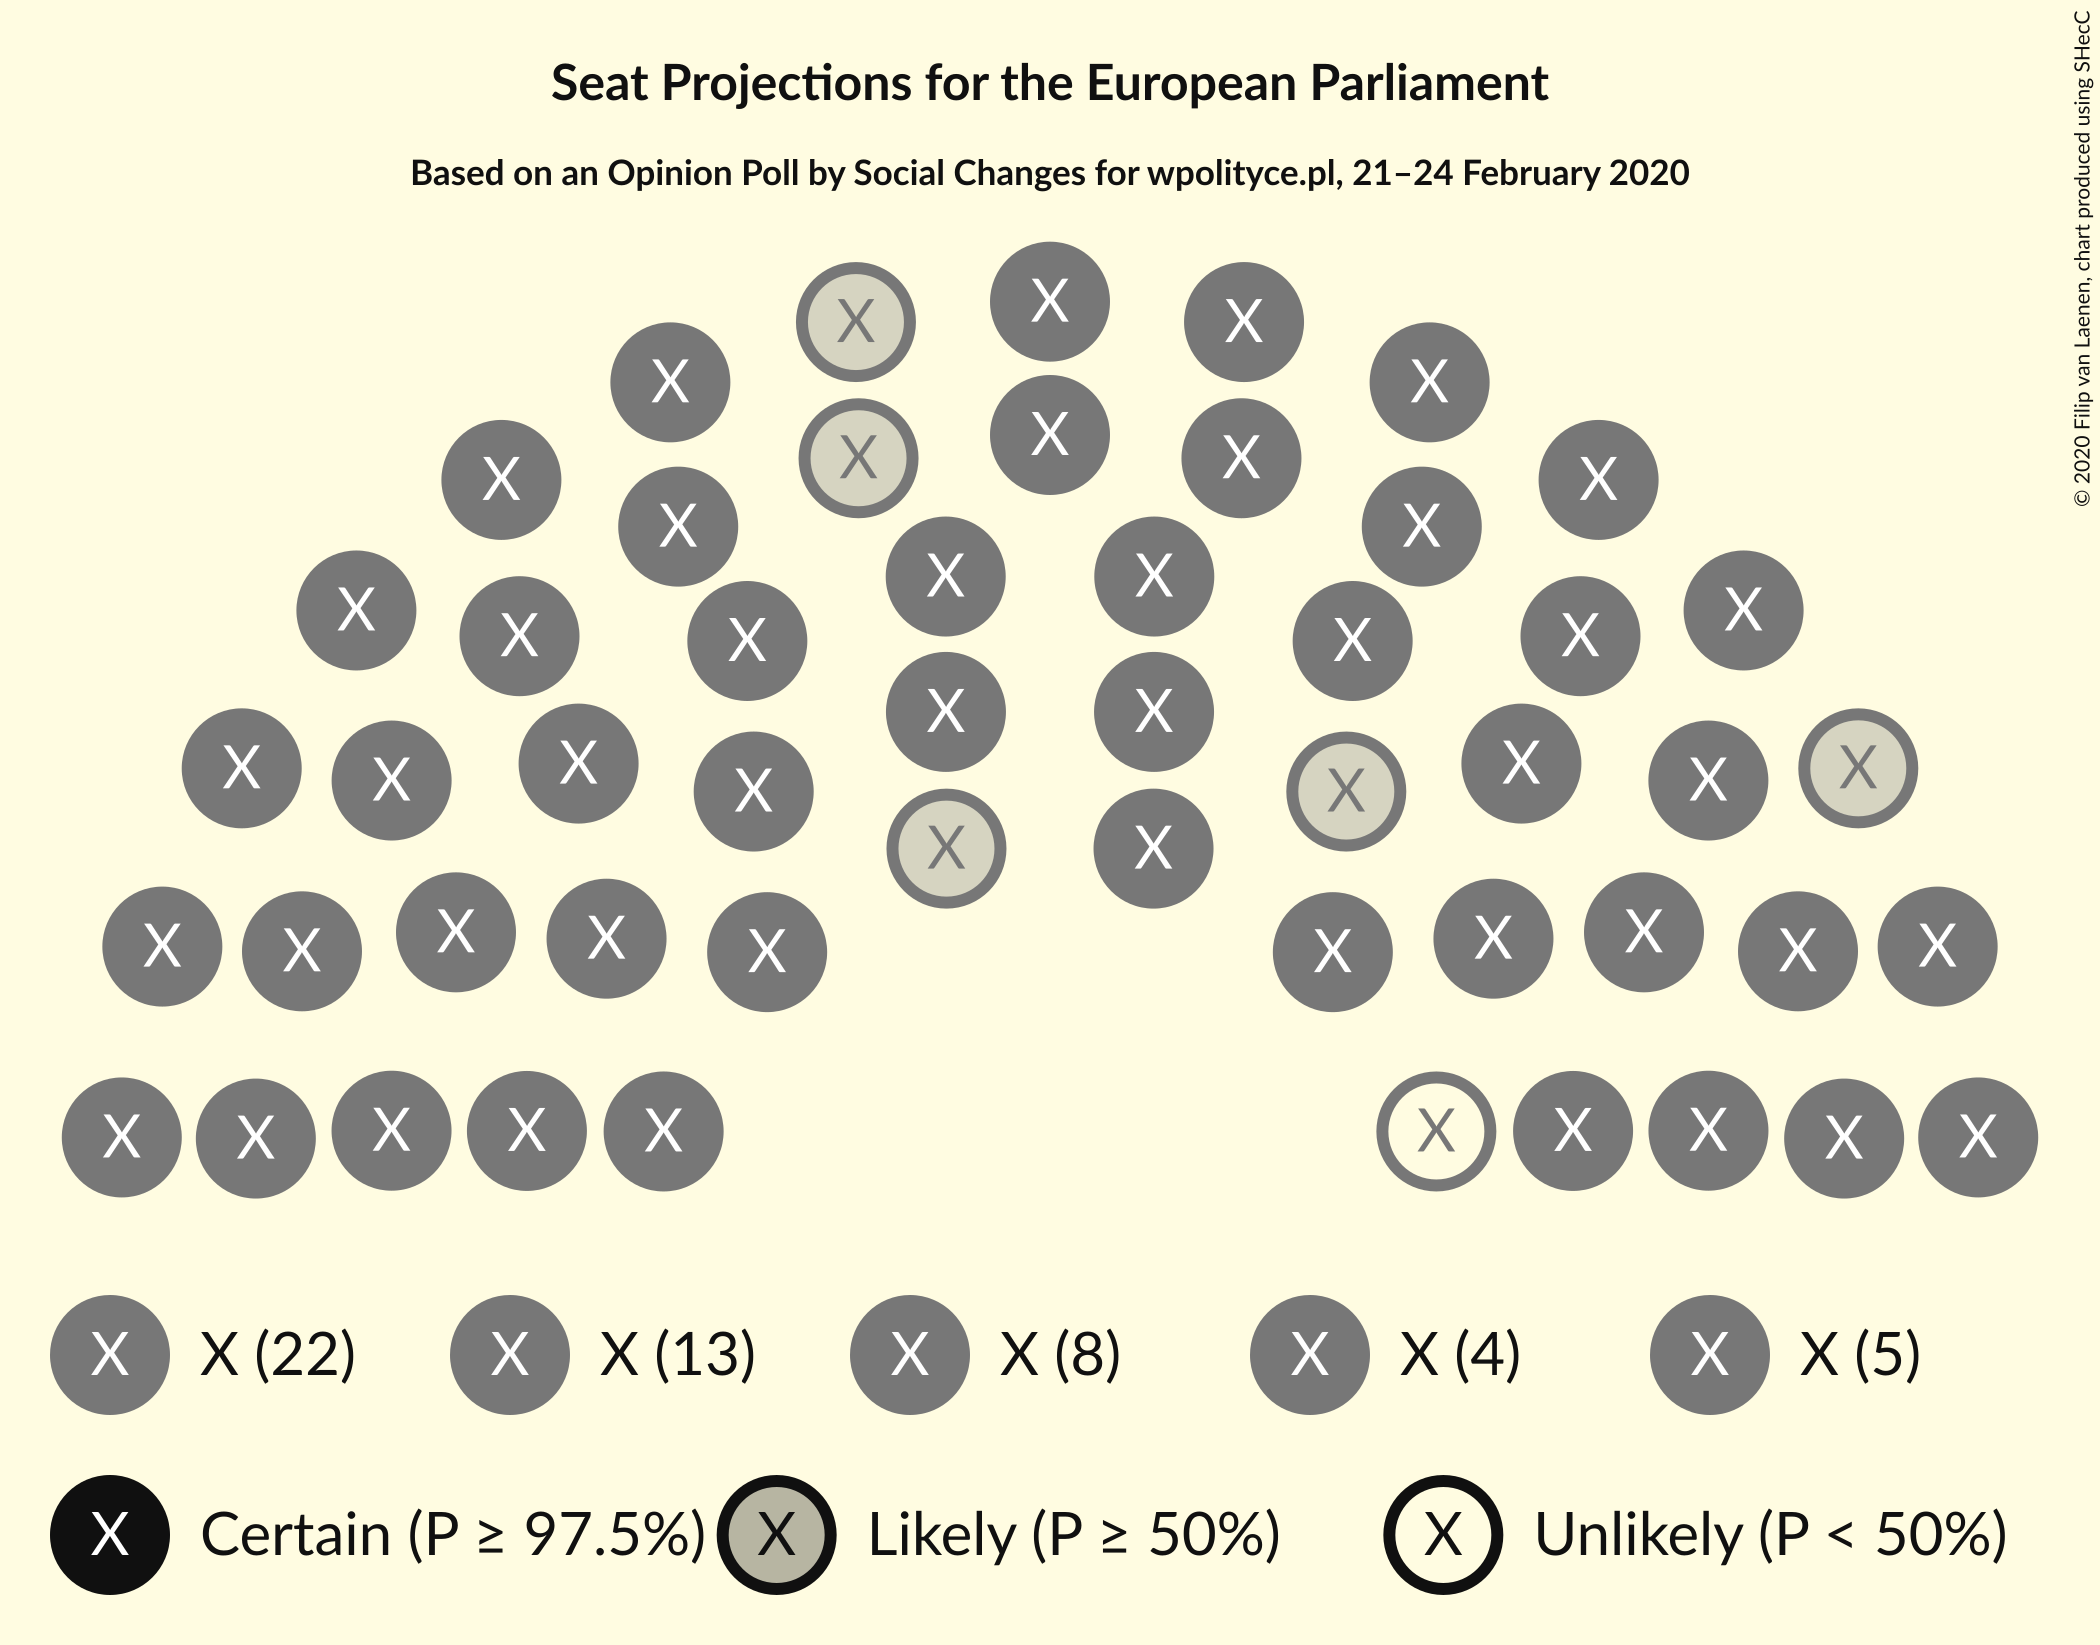 Seat Projections for the European Parliament
Based on an Opinion Poll by Social Changes for wpolityce.pl, 21–24 February 2020
© 2020 Filip van Laenen, chart produced using SHecC
X X X
X X
X X X
X X
X X
X X
X X
X X
X X X X
X X
X X
X X X X
X X
X X
X X
X X X X
X X
X X
X X
X X
X X X X
X X X X X X
X X X X
X X X X X X
X (22) X (13) X (8) X (4) X (5)
X Certain (P ≥ 97.5%) X Likely (P ≥ 50%) X Unlikely (P < 50%)